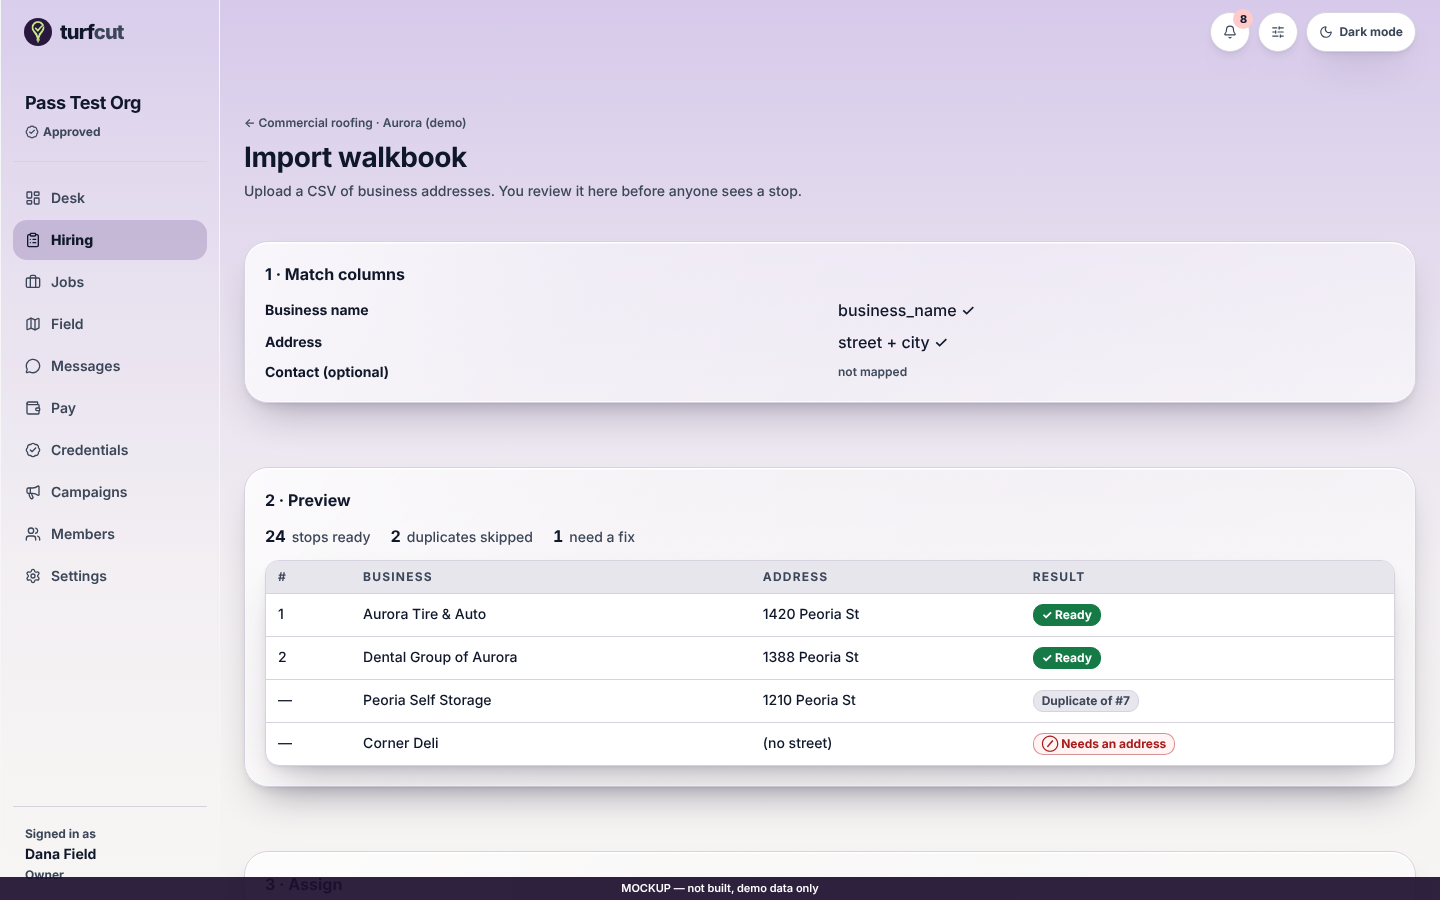 turfcut
8
Dark mode
Pass Test Org
Approved
Desk
Hiring
Jobs
Field
Messages
Pay
Credentials
Campaigns
Members
Settings
Signed in as
Dana Field
Owner
← Commercial roofing · Aurora (demo)
Import walkbook
Upload a CSV of business addresses. You review it here before anyone sees a stop.
1 · Match columns
Business name business_name ✓
Address street + city ✓
Contact (optional) not mapped
2 · Preview
24 stops ready 2 duplicates skipped 1 need a fix
# BUSINESS ADDRESS RESULT
1 Aurora Tire & Auto 1420 Peoria St ✓ Ready
2 Dental Group of Aurora 1388 Peoria St ✓ Ready
— Peoria Self Storage 1210 Peoria St Duplicate of #7
— Corner Deli (no street) Needs an address
3 · Assign
MOCKUP — not built, demo data only